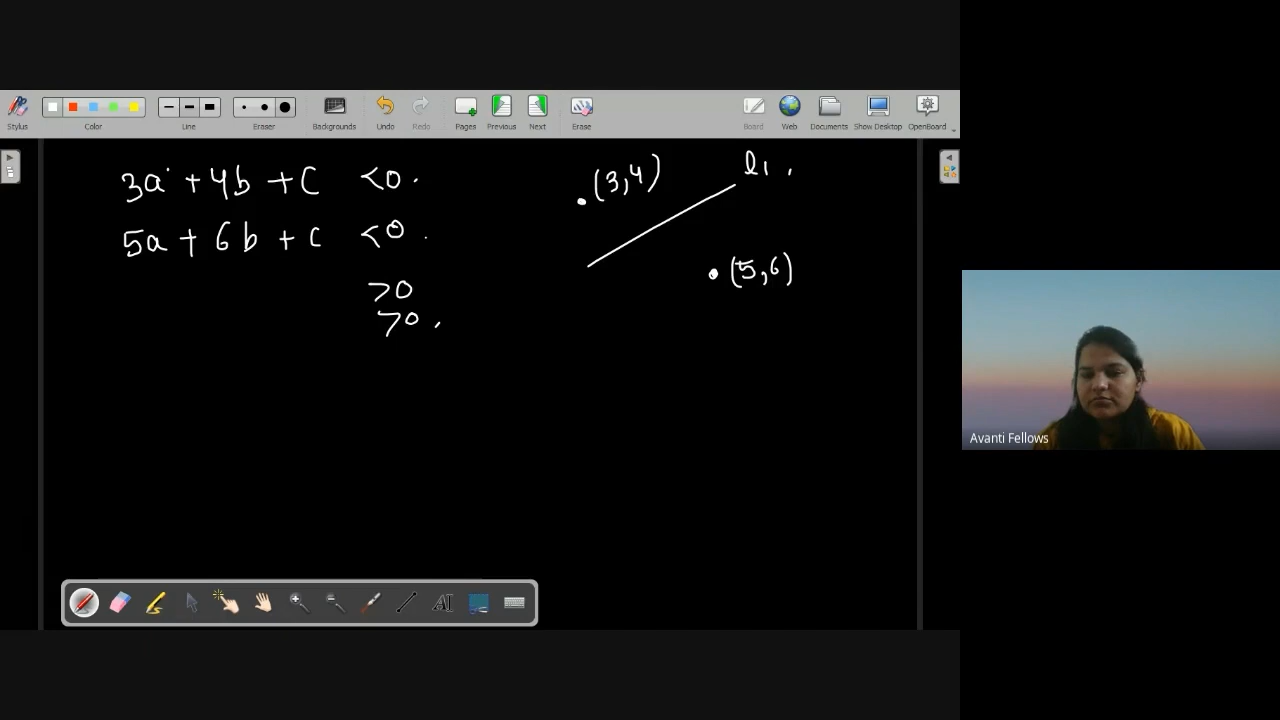 Stylus
Color
Line
Eraser
Backgrounds
Undo
Redo
Pages
Previous
Next
Erase
Board
Web
Documents
Show Desktop
OpenBoard
3a + 4b + C < 0 .
5a + 6b + c < 0 .
> 0
> 0 .
(3,4)
l1 .
(5,6)
AI
Avanti Fellows